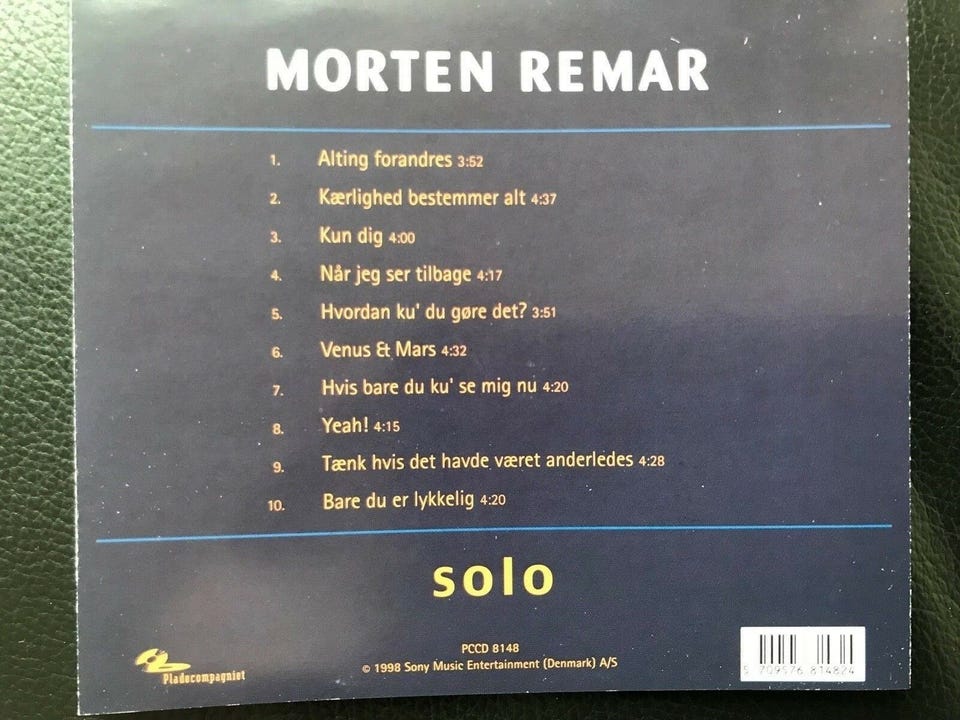 MORTEN REMAR
1. Alting forandres 3:52
2. Kærlighed bestemmer alt 4:37
3. Kun dig 4:00
4. Når jeg ser tilbage 4:17
5. Hvordan ku' du gøre det? 3:51
6. Venus & Mars 4:32
7. Hvis bare du ku' se mig nu 4:20
8. Yeah! 4:15
9. Tænk hvis det havde været anderledes 4:28
10. Bare du er lykkelig 4:20
solo
PCCD 8148
© 1998 Sony Music Entertainment (Denmark) A/S
Pladecompagniet
5 709576 814824